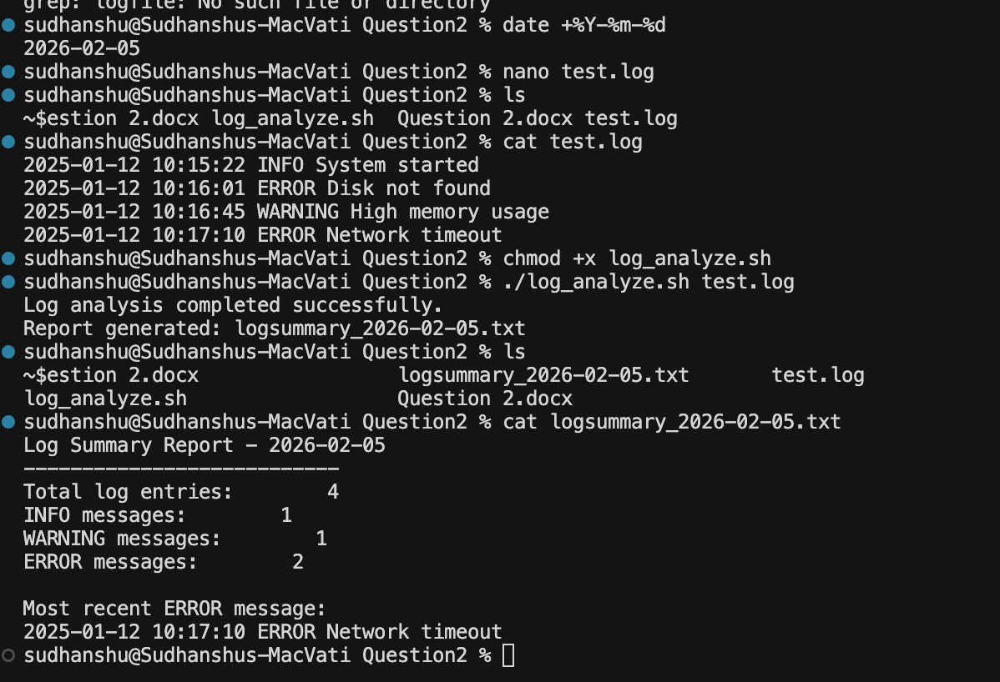 grep: logfile: No such file or directory
sudhanshu@Sudhanshus-MacVati Question2 % date +%Y-%m-%d
2026-02-05
sudhanshu@Sudhanshus-MacVati Question2 % nano test.log
sudhanshu@Sudhanshus-MacVati Question2 % ls
~$estion 2.docx log_analyze.sh  Question 2.docx test.log
sudhanshu@Sudhanshus-MacVati Question2 % cat test.log
2025-01-12 10:15:22 INFO System started
2025-01-12 10:16:01 ERROR Disk not found
2025-01-12 10:16:45 WARNING High memory usage
2025-01-12 10:17:10 ERROR Network timeout
sudhanshu@Sudhanshus-MacVati Question2 % chmod +x log_analyze.sh
sudhanshu@Sudhanshus-MacVati Question2 % ./log_analyze.sh test.log
Log analysis completed successfully.
Report generated: logsummary_2026-02-05.txt
sudhanshu@Sudhanshus-MacVati Question2 % ls
~$estion 2.docx                 logsummary_2026-02-05.txt       test.log
log_analyze.sh                  Question 2.docx
sudhanshu@Sudhanshus-MacVati Question2 % cat logsummary_2026-02-05.txt
Log Summary Report - 2026-02-05
---------------------------
Total log entries:        4
INFO messages:        1
WARNING messages:        1
ERROR messages:        2

Most recent ERROR message:
2025-01-12 10:17:10 ERROR Network timeout
sudhanshu@Sudhanshus-MacVati Question2 %